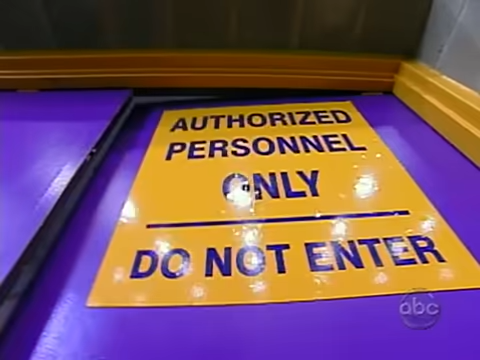 AUTHORIZED
PERSONNEL
ONLY
DO NOT ENTER
abc